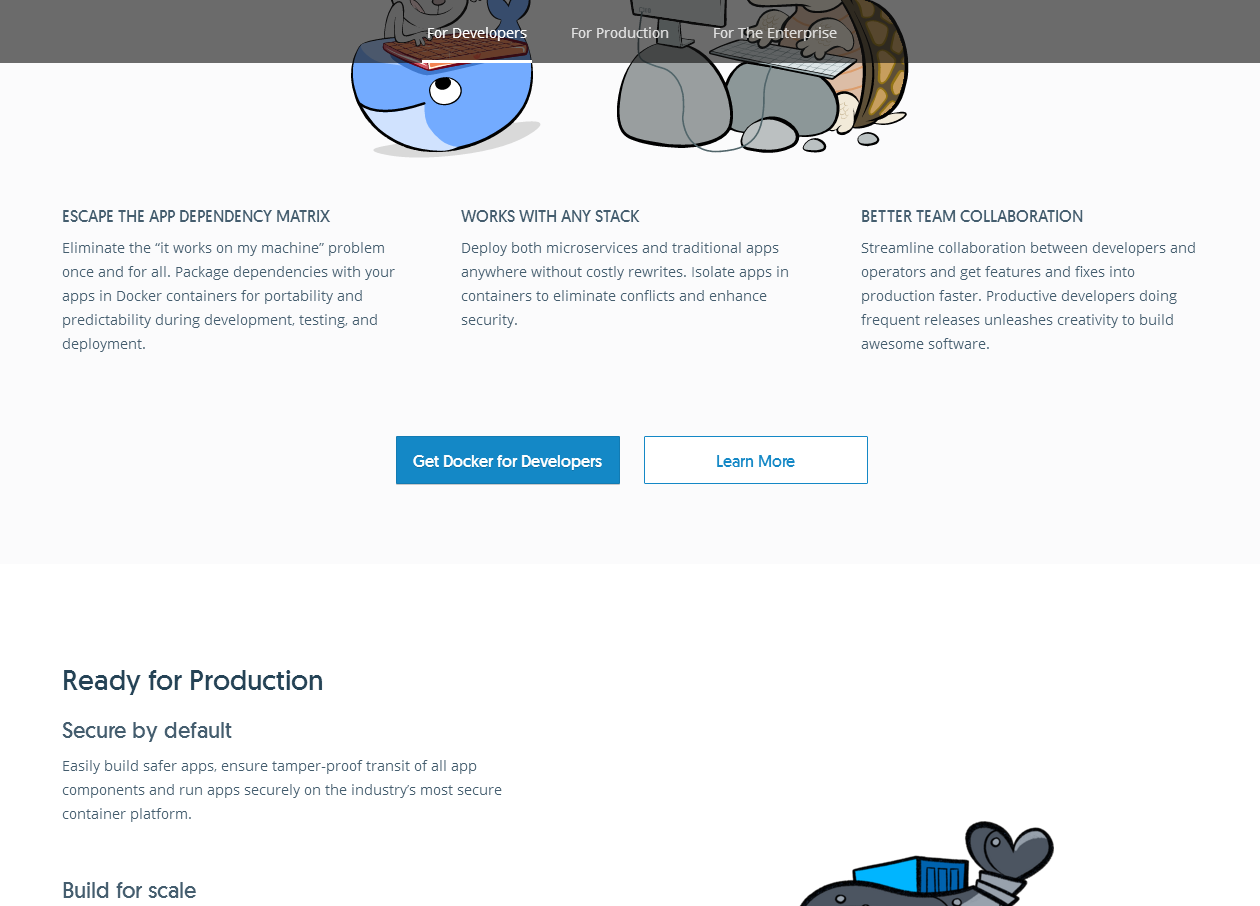 For Developers
For Production
For The Enterprise
ESCAPE THE APP DEPENDENCY MATRIX
Eliminate the “it works on my machine” problem
once and for all. Package dependencies with your
apps in Docker containers for portability and
predictability during development, testing, and
deployment.
WORKS WITH ANY STACK
Deploy both microservices and traditional apps
anywhere without costly rewrites. Isolate apps in
containers to eliminate conflicts and enhance
security.
BETTER TEAM COLLABORATION
Streamline collaboration between developers and
operators and get features and fixes into
production faster. Productive developers doing
frequent releases unleashes creativity to build
awesome software.
Get Docker for Developers
Learn More
Ready for Production
Secure by default
Easily build safer apps, ensure tamper-proof transit of all app
components and run apps securely on the industry’s most secure
container platform.
Build for scale